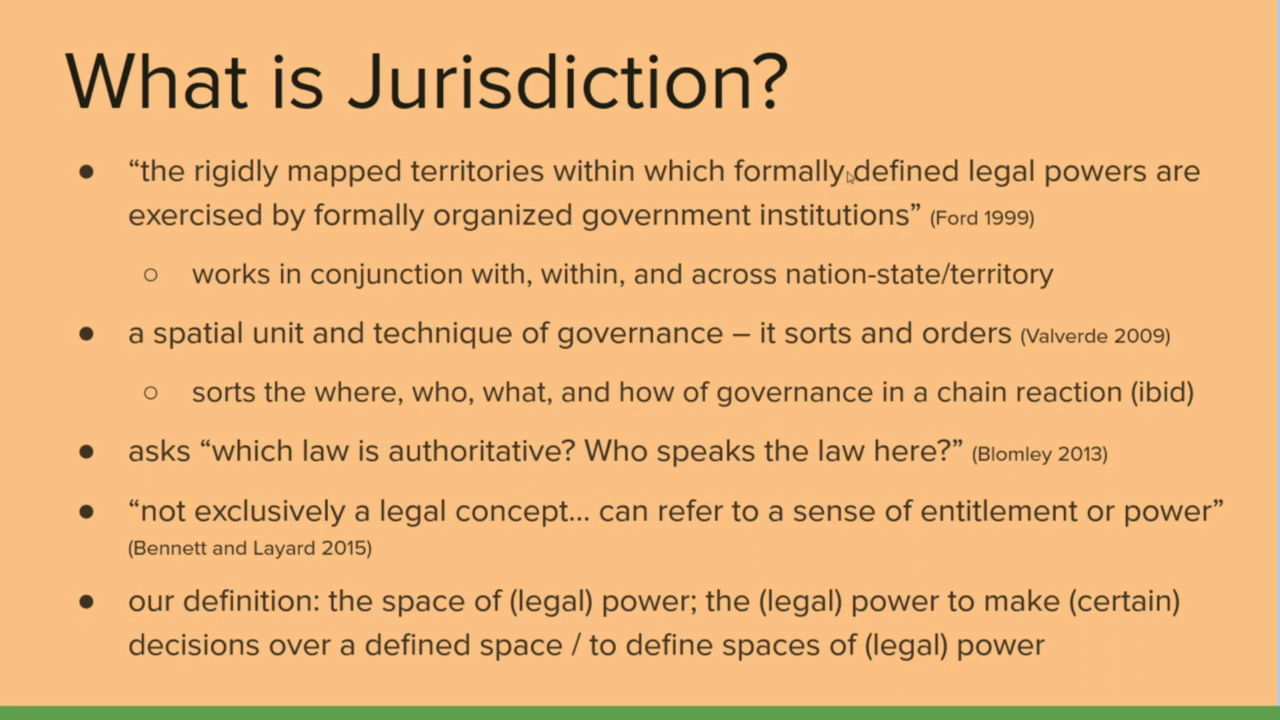 What is Jurisdiction?
● “the rigidly mapped territories within which formally defined legal powers are
exercised by formally organized government institutions” (Ford 1999)
○ works in conjunction with, within, and across nation-state/territory
● a spatial unit and technique of governance – it sorts and orders (Valverde 2009)
○ sorts the where, who, what, and how of governance in a chain reaction (ibid)
● asks “which law is authoritative? Who speaks the law here?” (Blomley 2013)
● “not exclusively a legal concept... can refer to a sense of entitlement or power”
(Bennett and Layard 2015)
● our definition: the space of (legal) power; the (legal) power to make (certain)
decisions over a defined space / to define spaces of (legal) power